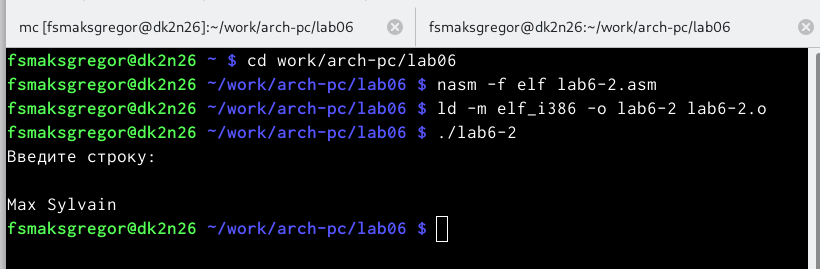 mc [fsmaksgregor@dk2n26]:~/work/arch-pc/lab06
fsmaksgregor@dk2n26:~/work/arch-pc/lab06
fsmaksgregor@dk2n26 ~ $ cd work/arch-pc/lab06
fsmaksgregor@dk2n26 ~/work/arch-pc/lab06 $ nasm -f elf lab6-2.asm
fsmaksgregor@dk2n26 ~/work/arch-pc/lab06 $ ld -m elf_i386 -o lab6-2 lab6-2.o
fsmaksgregor@dk2n26 ~/work/arch-pc/lab06 $ ./lab6-2
Введите строку:
Max Sylvain
fsmaksgregor@dk2n26 ~/work/arch-pc/lab06 $